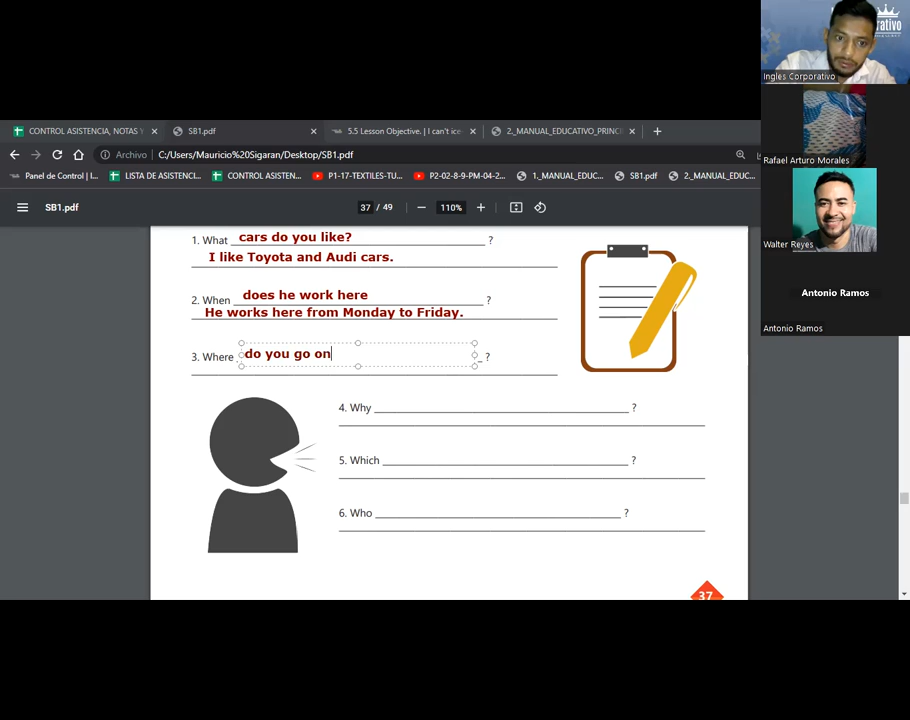 rativo
Ingles Corporativo
Rafael Arturo Morales
Walter Reyes
Antonio Ramos
Antonio Ramos
CONTROL ASISTENCIA, NOTAS Y
SB1.pdf
5.5 Lesson Objective. | I can't ice
2._MANUAL_EDUCATIVO_PRINCI
Archivo
C:/Users/Mauricio%20Sigaran/Desktop/SB1.pdf
Panel de Control | I...
LISTA DE ASISTENCI...
CONTROL ASISTEN...
P1-17-TEXTILES-TU...
P2-02-8-9-PM-04-2...
1._MANUAL_EDUC...
SB1.pdf
2._MANUAL_EDUC...
SB1.pdf
37 / 49
110%
1. What cars do you like? ?
I like Toyota and Audi cars.
2. When does he work here ?
He works here from Monday to Friday.
3. Where do you go on ?
4. Why ?
5. Which ?
6. Who ?
37